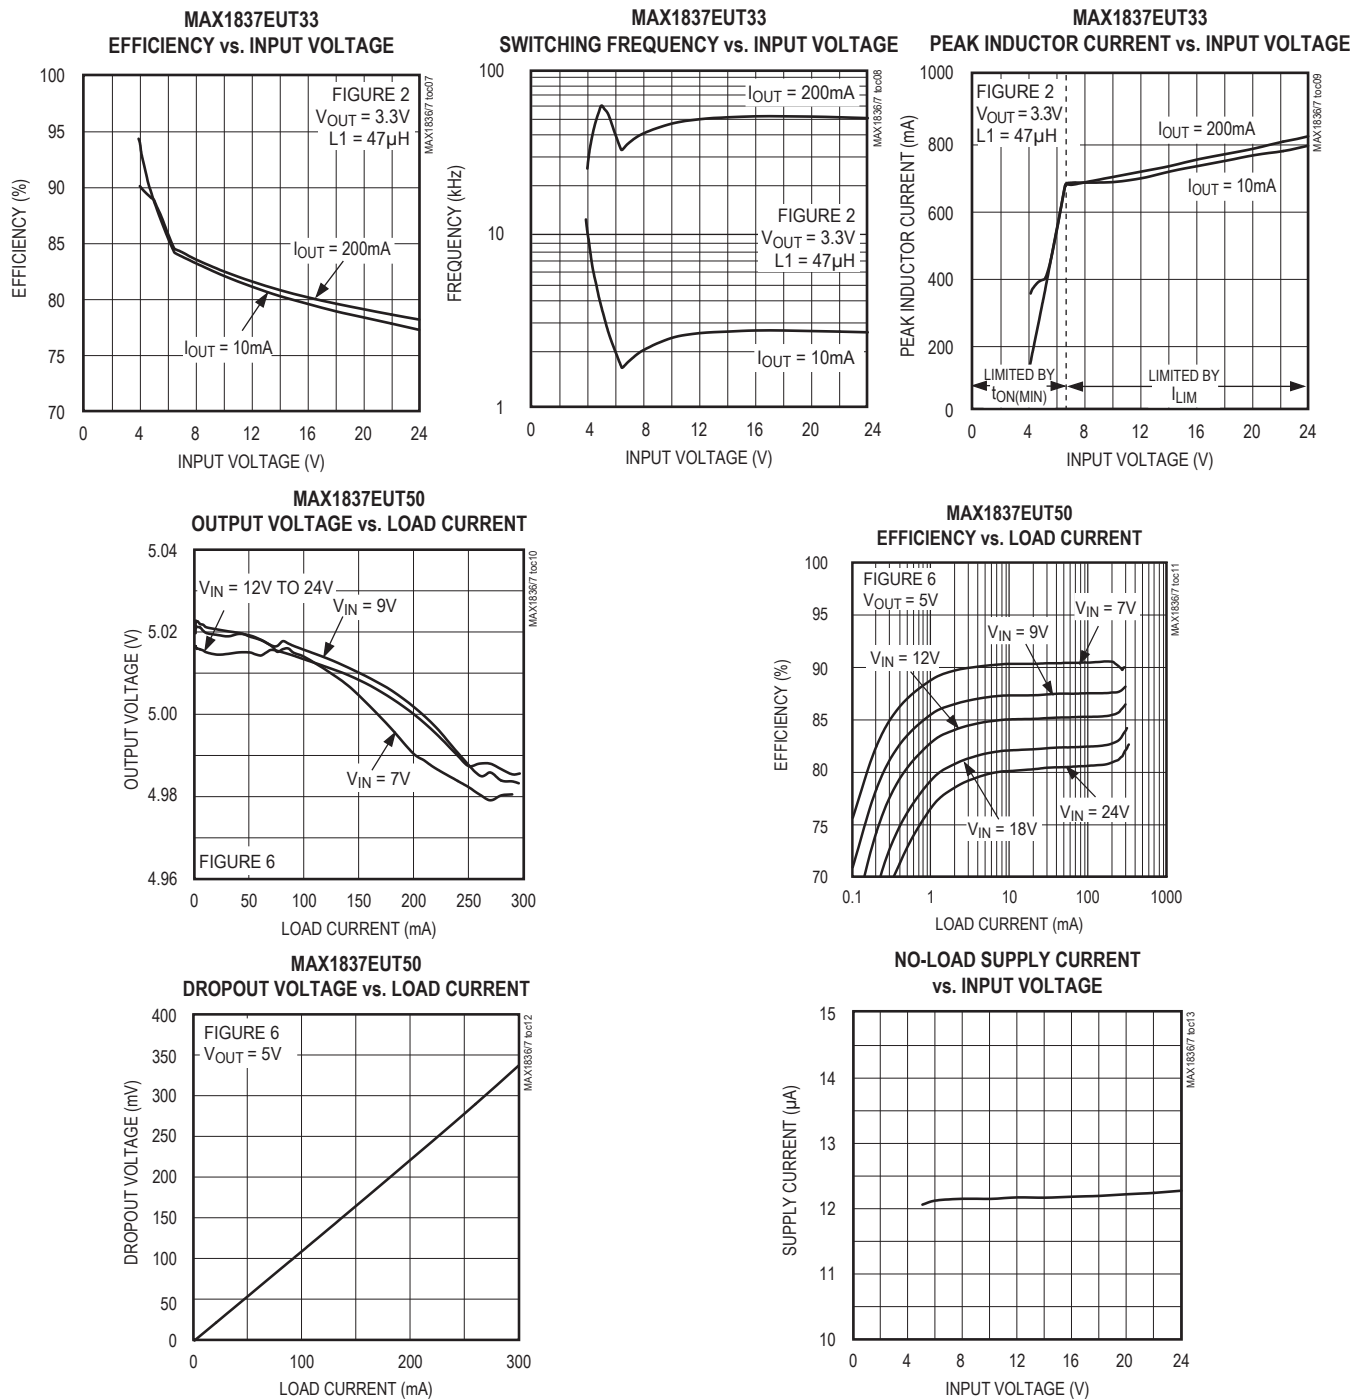 MAX1837EUT33
EFFICIENCY vs. INPUT VOLTAGE
100
95
90
85
80
75
70
EFFICIENCY (%)
FIGURE 2
VOUT = 3.3V
L1 = 47µH
IOUT = 200mA
IOUT = 10mA
MAX1836/7 toc07
0 4 8 12 16 20 24
INPUT VOLTAGE (V)
MAX1837EUT33
SWITCHING FREQUENCY vs. INPUT VOLTAGE
100
10
1
FREQUENCY (kHz)
IOUT = 200mA
FIGURE 2
VOUT = 3.3V
L1 = 47µH
IOUT = 10mA
MAX1836/7 toc08
0 4 8 12 16 20 24
INPUT VOLTAGE (V)
MAX1837EUT33
PEAK INDUCTOR CURRENT vs. INPUT VOLTAGE
1000
800
600
400
200
0
PEAK INDUCTOR CURRENT (mA)
FIGURE 2
VOUT = 3.3V
L1 = 47µH
IOUT = 200mA
IOUT = 10mA
LIMITED BY
tON(MIN)
LIMITED BY
ILIM
MAX1836/7 toc09
0 4 8 12 16 20 24
INPUT VOLTAGE (V)
MAX1837EUT50
OUTPUT VOLTAGE vs. LOAD CURRENT
5.04
5.02
5.00
4.98
4.96
OUTPUT VOLTAGE (V)
VIN = 12V TO 24V
VIN = 9V
VIN = 7V
FIGURE 6
MAX1836/7 toc10
0 50 100 150 200 250 300
LOAD CURRENT (mA)
MAX1837EUT50
EFFICIENCY vs. LOAD CURRENT
100
95
90
85
80
75
70
EFFICIENCY (%)
FIGURE 6
VOUT = 5V
VIN = 7V
VIN = 9V
VIN = 12V
VIN = 24V
VIN = 18V
MAX1836/7 toc11
0.1 1 10 100 1000
LOAD CURRENT (mA)
MAX1837EUT50
DROPOUT VOLTAGE vs. LOAD CURRENT
400
350
300
250
200
150
100
50
0
DROPOUT VOLTAGE (mV)
FIGURE 6
VOUT = 5V
MAX1836/7 toc12
0 100 200 300
LOAD CURRENT (mA)
NO-LOAD SUPPLY CURRENT
vs. INPUT VOLTAGE
15
14
13
12
11
10
SUPPLY CURRENT (µA)
MAX1836/7 toc13
0 4 8 12 16 20 24
INPUT VOLTAGE (V)